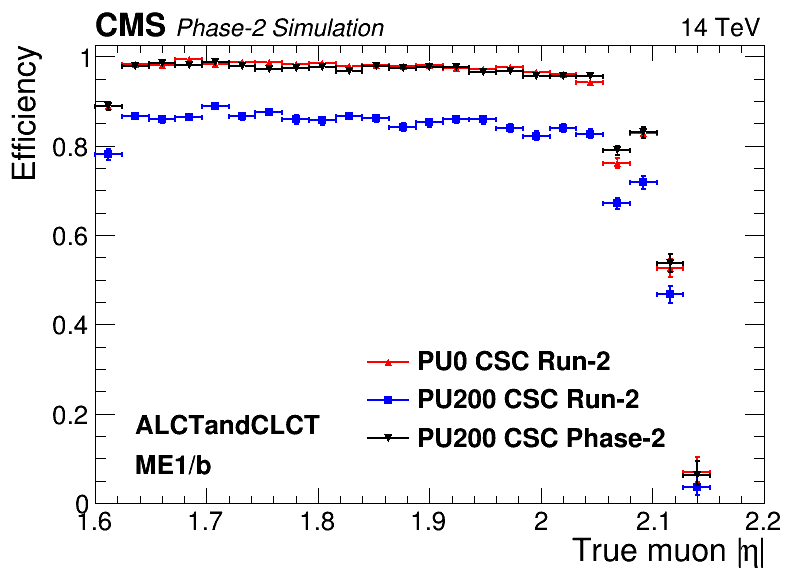 CMS Phase-2 Simulation 14 TeV
Efficiency
1
0.8
0.6
0.4
0.2
0
PU0 CSC Run-2
PU200 CSC Run-2
PU200 CSC Phase-2
ALCTandCLCT
ME1/b
1.6 1.7 1.8 1.9 2 2.1 2.2
True muon |η|